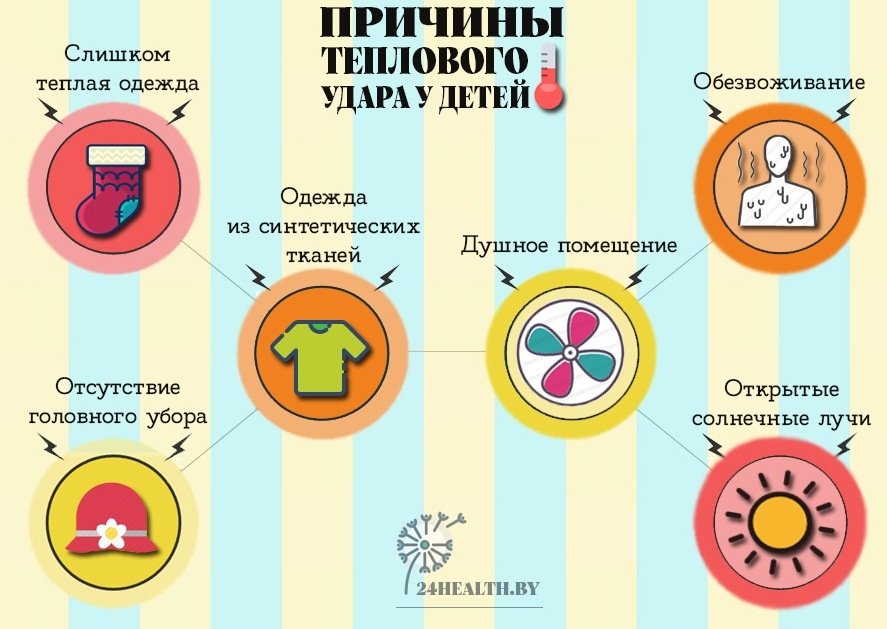 ПРИЧИНЫ
ТЕПЛОВОГО
УДАРА У ДЕТЕЙ
Слишком
теплая одежда
Обезвоживание
Одежда
из синтетических
тканей
Душное помещение
Отсутствие
головного убора
Открытые
солнечные лучи
24HEALTH.BY